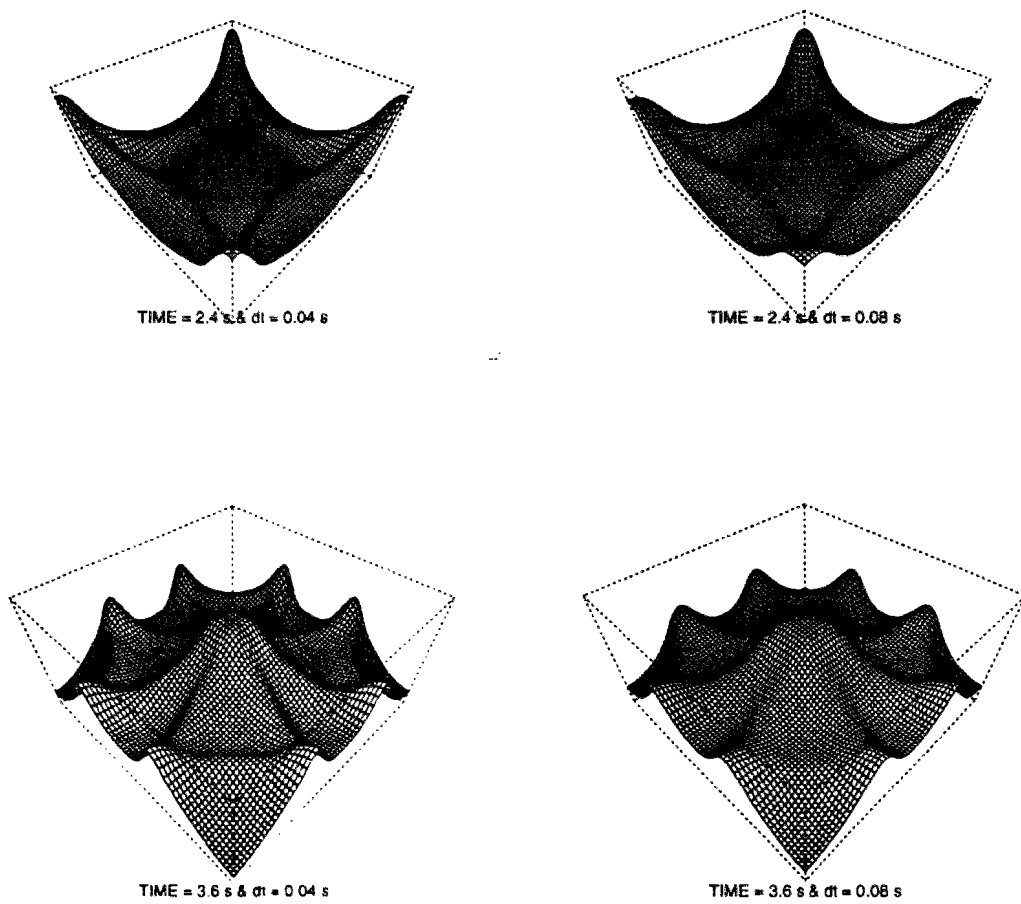 TIME = 2.4 s & dt = 0.04 s
TIME = 2.4 s & dt = 0.08 s
TIME = 3.6 s & dt = 0.04 s
TIME = 3.6 s & dt = 0.08 s